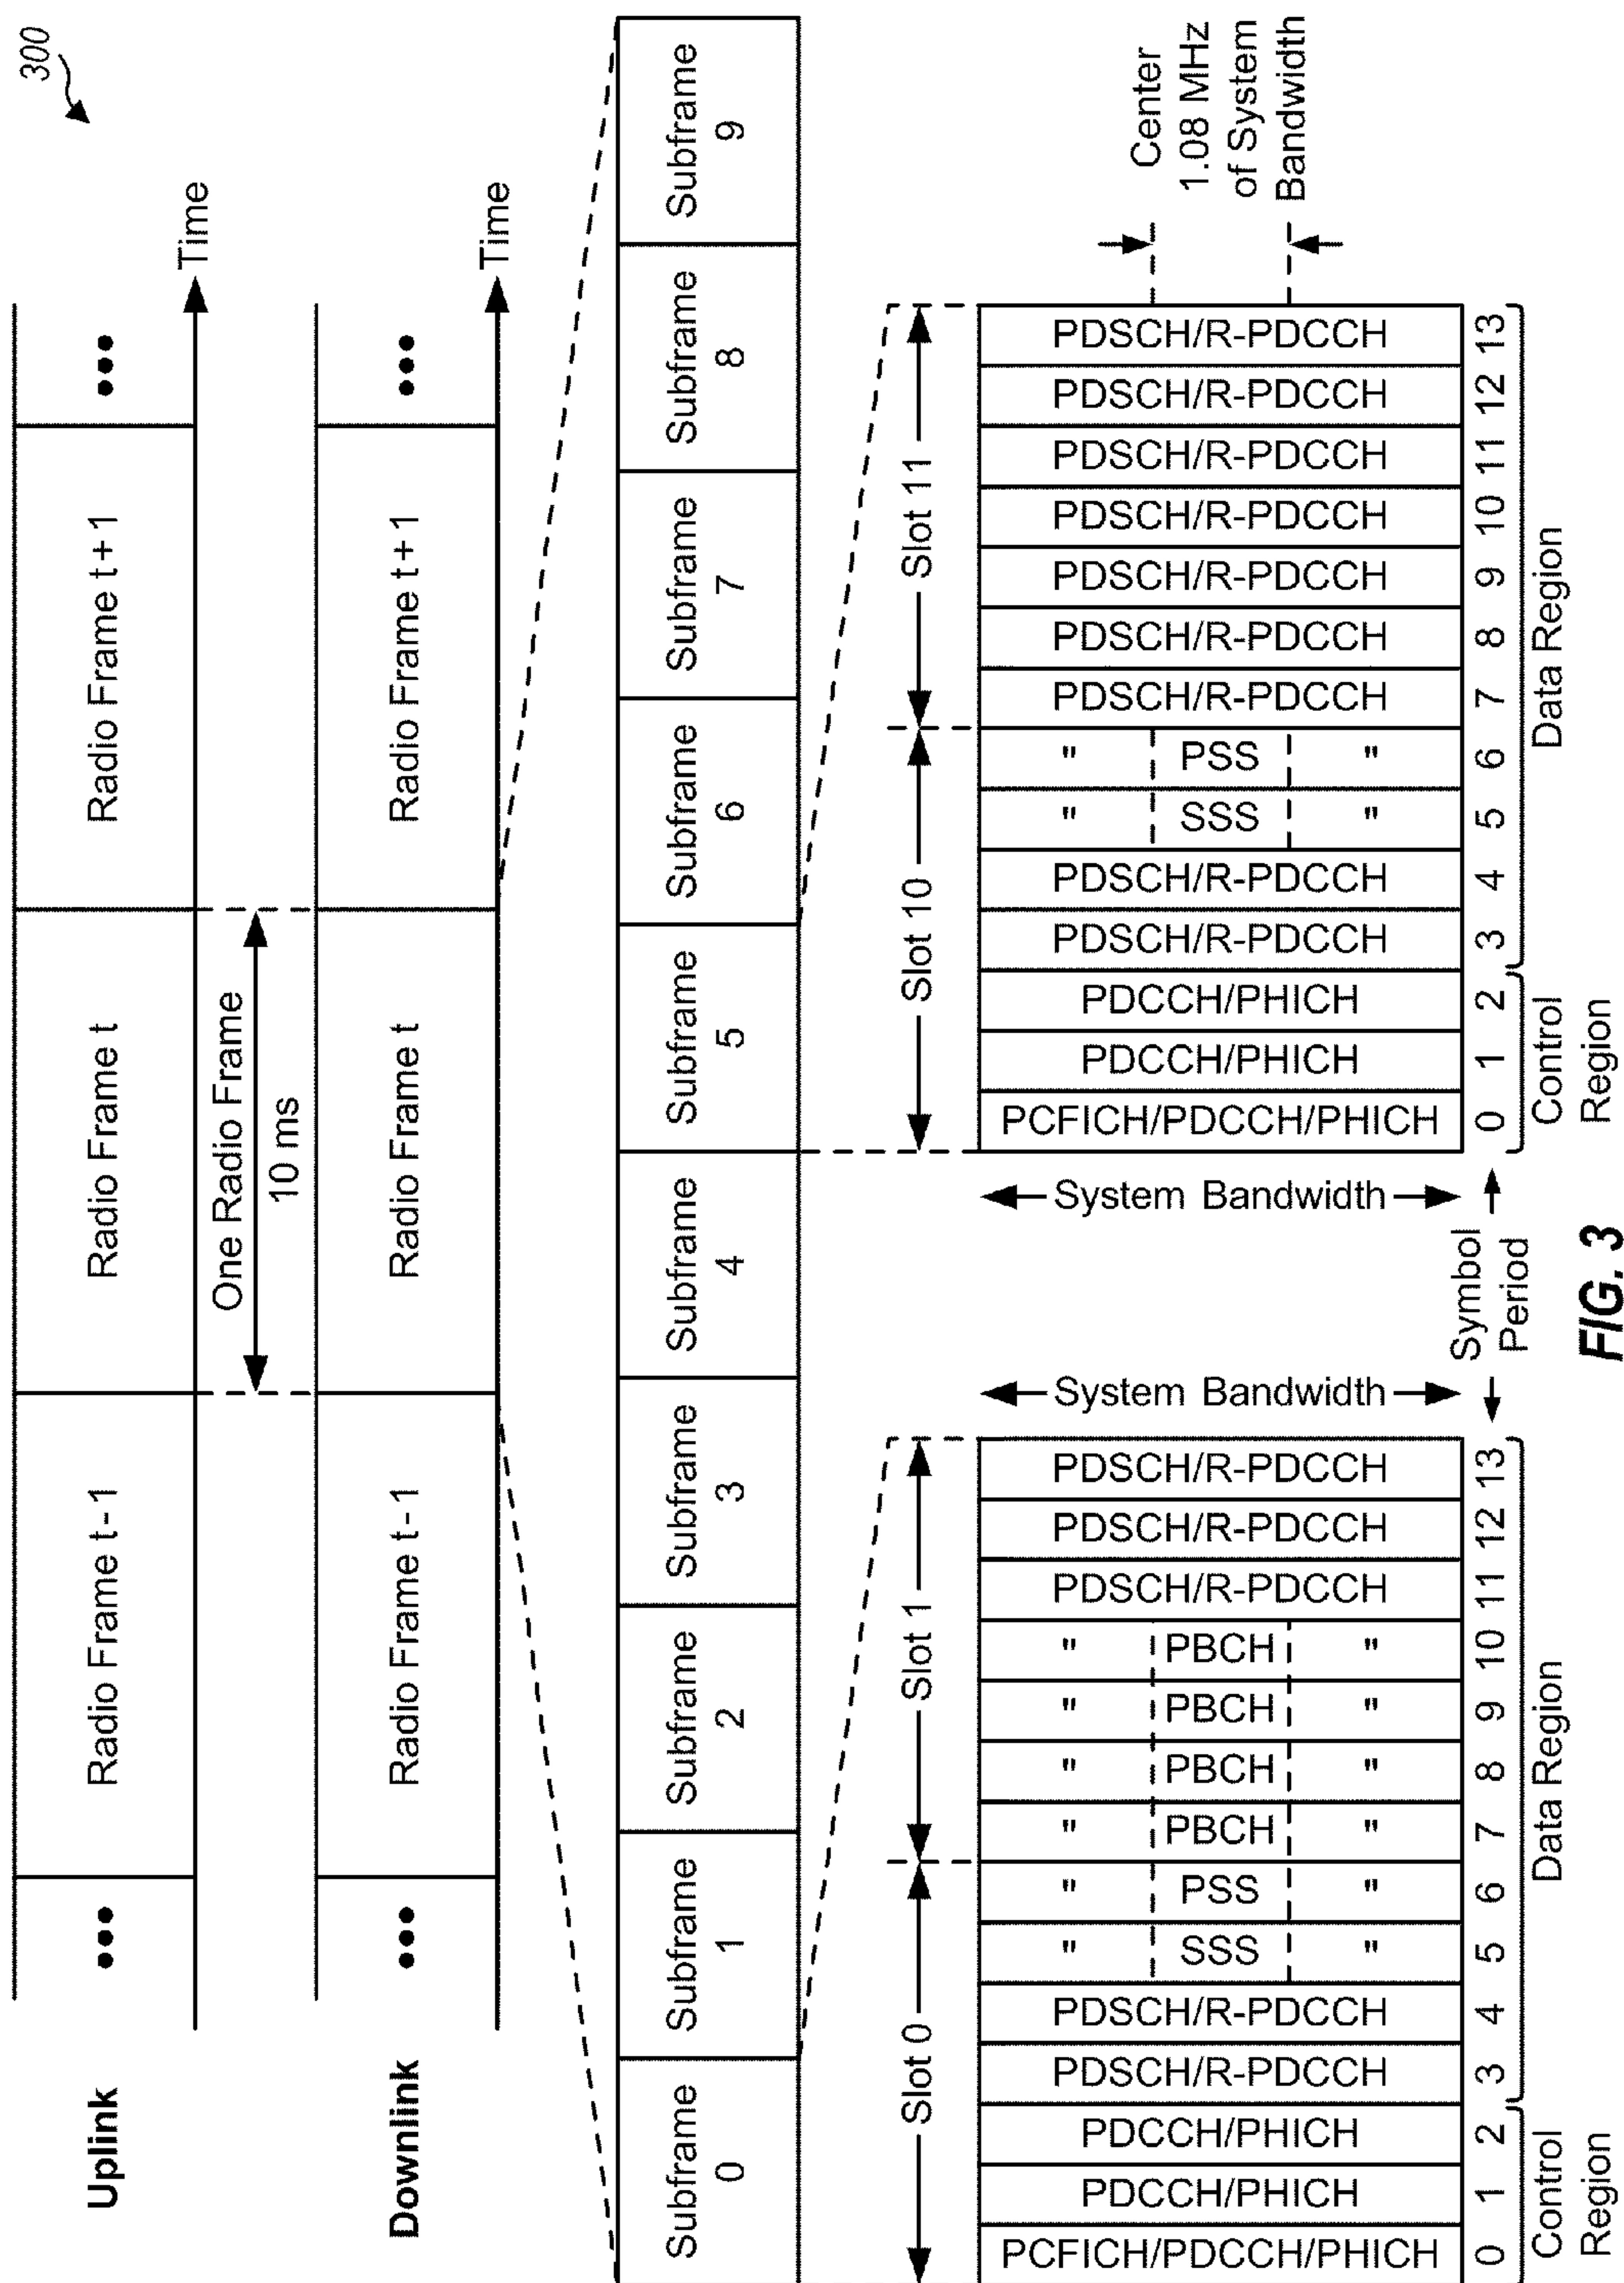 300
Uplink
••• Radio Frame t-1 Radio Frame t Radio Frame t+1 •••
Time
One Radio Frame
10 ms
Downlink
••• Radio Frame t-1 Radio Frame t Radio Frame t+1 •••
Time
Subframe 0
Subframe 1
Subframe 2
Subframe 3
Subframe 4
Subframe 5
Subframe 6
Subframe 7
Subframe 8
Subframe 9
Slot 0
Slot 1
PCFICH/PDCCH/PHICH
PDCCH/PHICH
PDCCH/PHICH
PDSCH/R-PDCCH
PDSCH/R-PDCCH
" SSS "
" PSS "
" PBCH "
" PBCH "
" PBCH "
" PBCH "
PDSCH/R-PDCCH
PDSCH/R-PDCCH
PDSCH/R-PDCCH
System Bandwidth
0 1 2 3 4 5 6 7 8 9 10 11 12 13
Control Region
Data Region
Symbol Period
Slot 10
Slot 11
System Bandwidth
PCFICH/PDCCH/PHICH
PDCCH/PHICH
PDCCH/PHICH
PDSCH/R-PDCCH
PDSCH/R-PDCCH
" SSS "
" PSS "
PDSCH/R-PDCCH
PDSCH/R-PDCCH
PDSCH/R-PDCCH
PDSCH/R-PDCCH
PDSCH/R-PDCCH
PDSCH/R-PDCCH
PDSCH/R-PDCCH
Center
1.08 MHz
of System
Bandwidth
0 1 2 3 4 5 6 7 8 9 10 11 12 13
Control Region
Data Region
FIG. 3